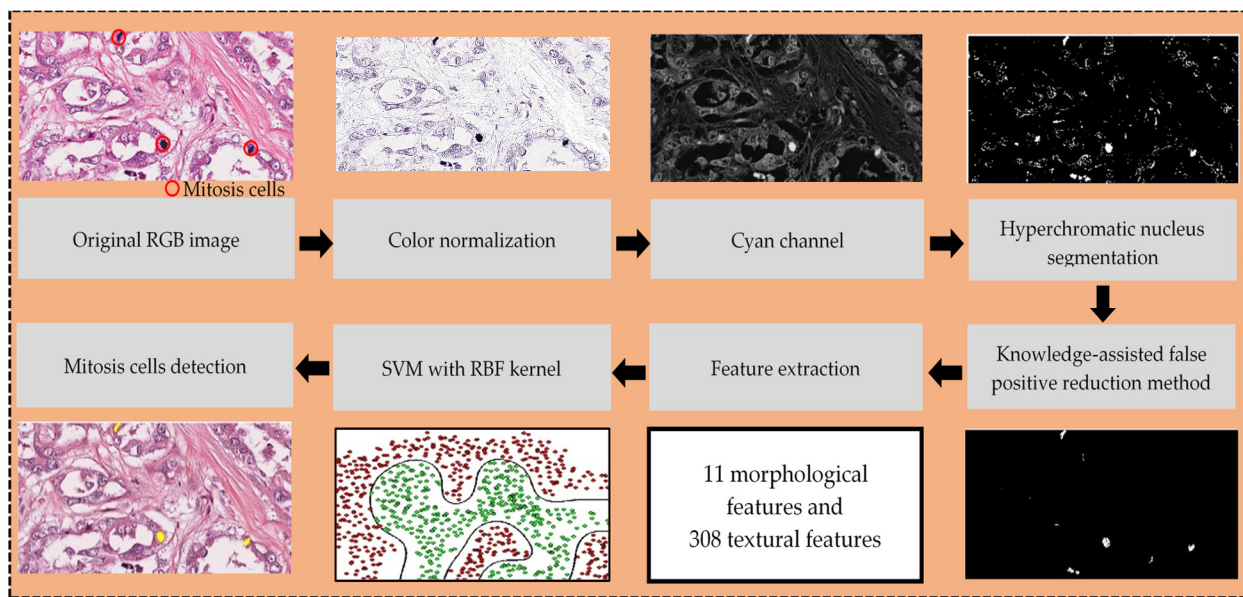 Mitosis cells
Original RGB image
Color normalization
Cyan channel
Hyperchromatic nucleus
segmentation
Knowledge-assisted false
positive reduction method
Feature extraction
SVM with RBF kernel
Mitosis cells detection
11 morphological
features and
308 textural features